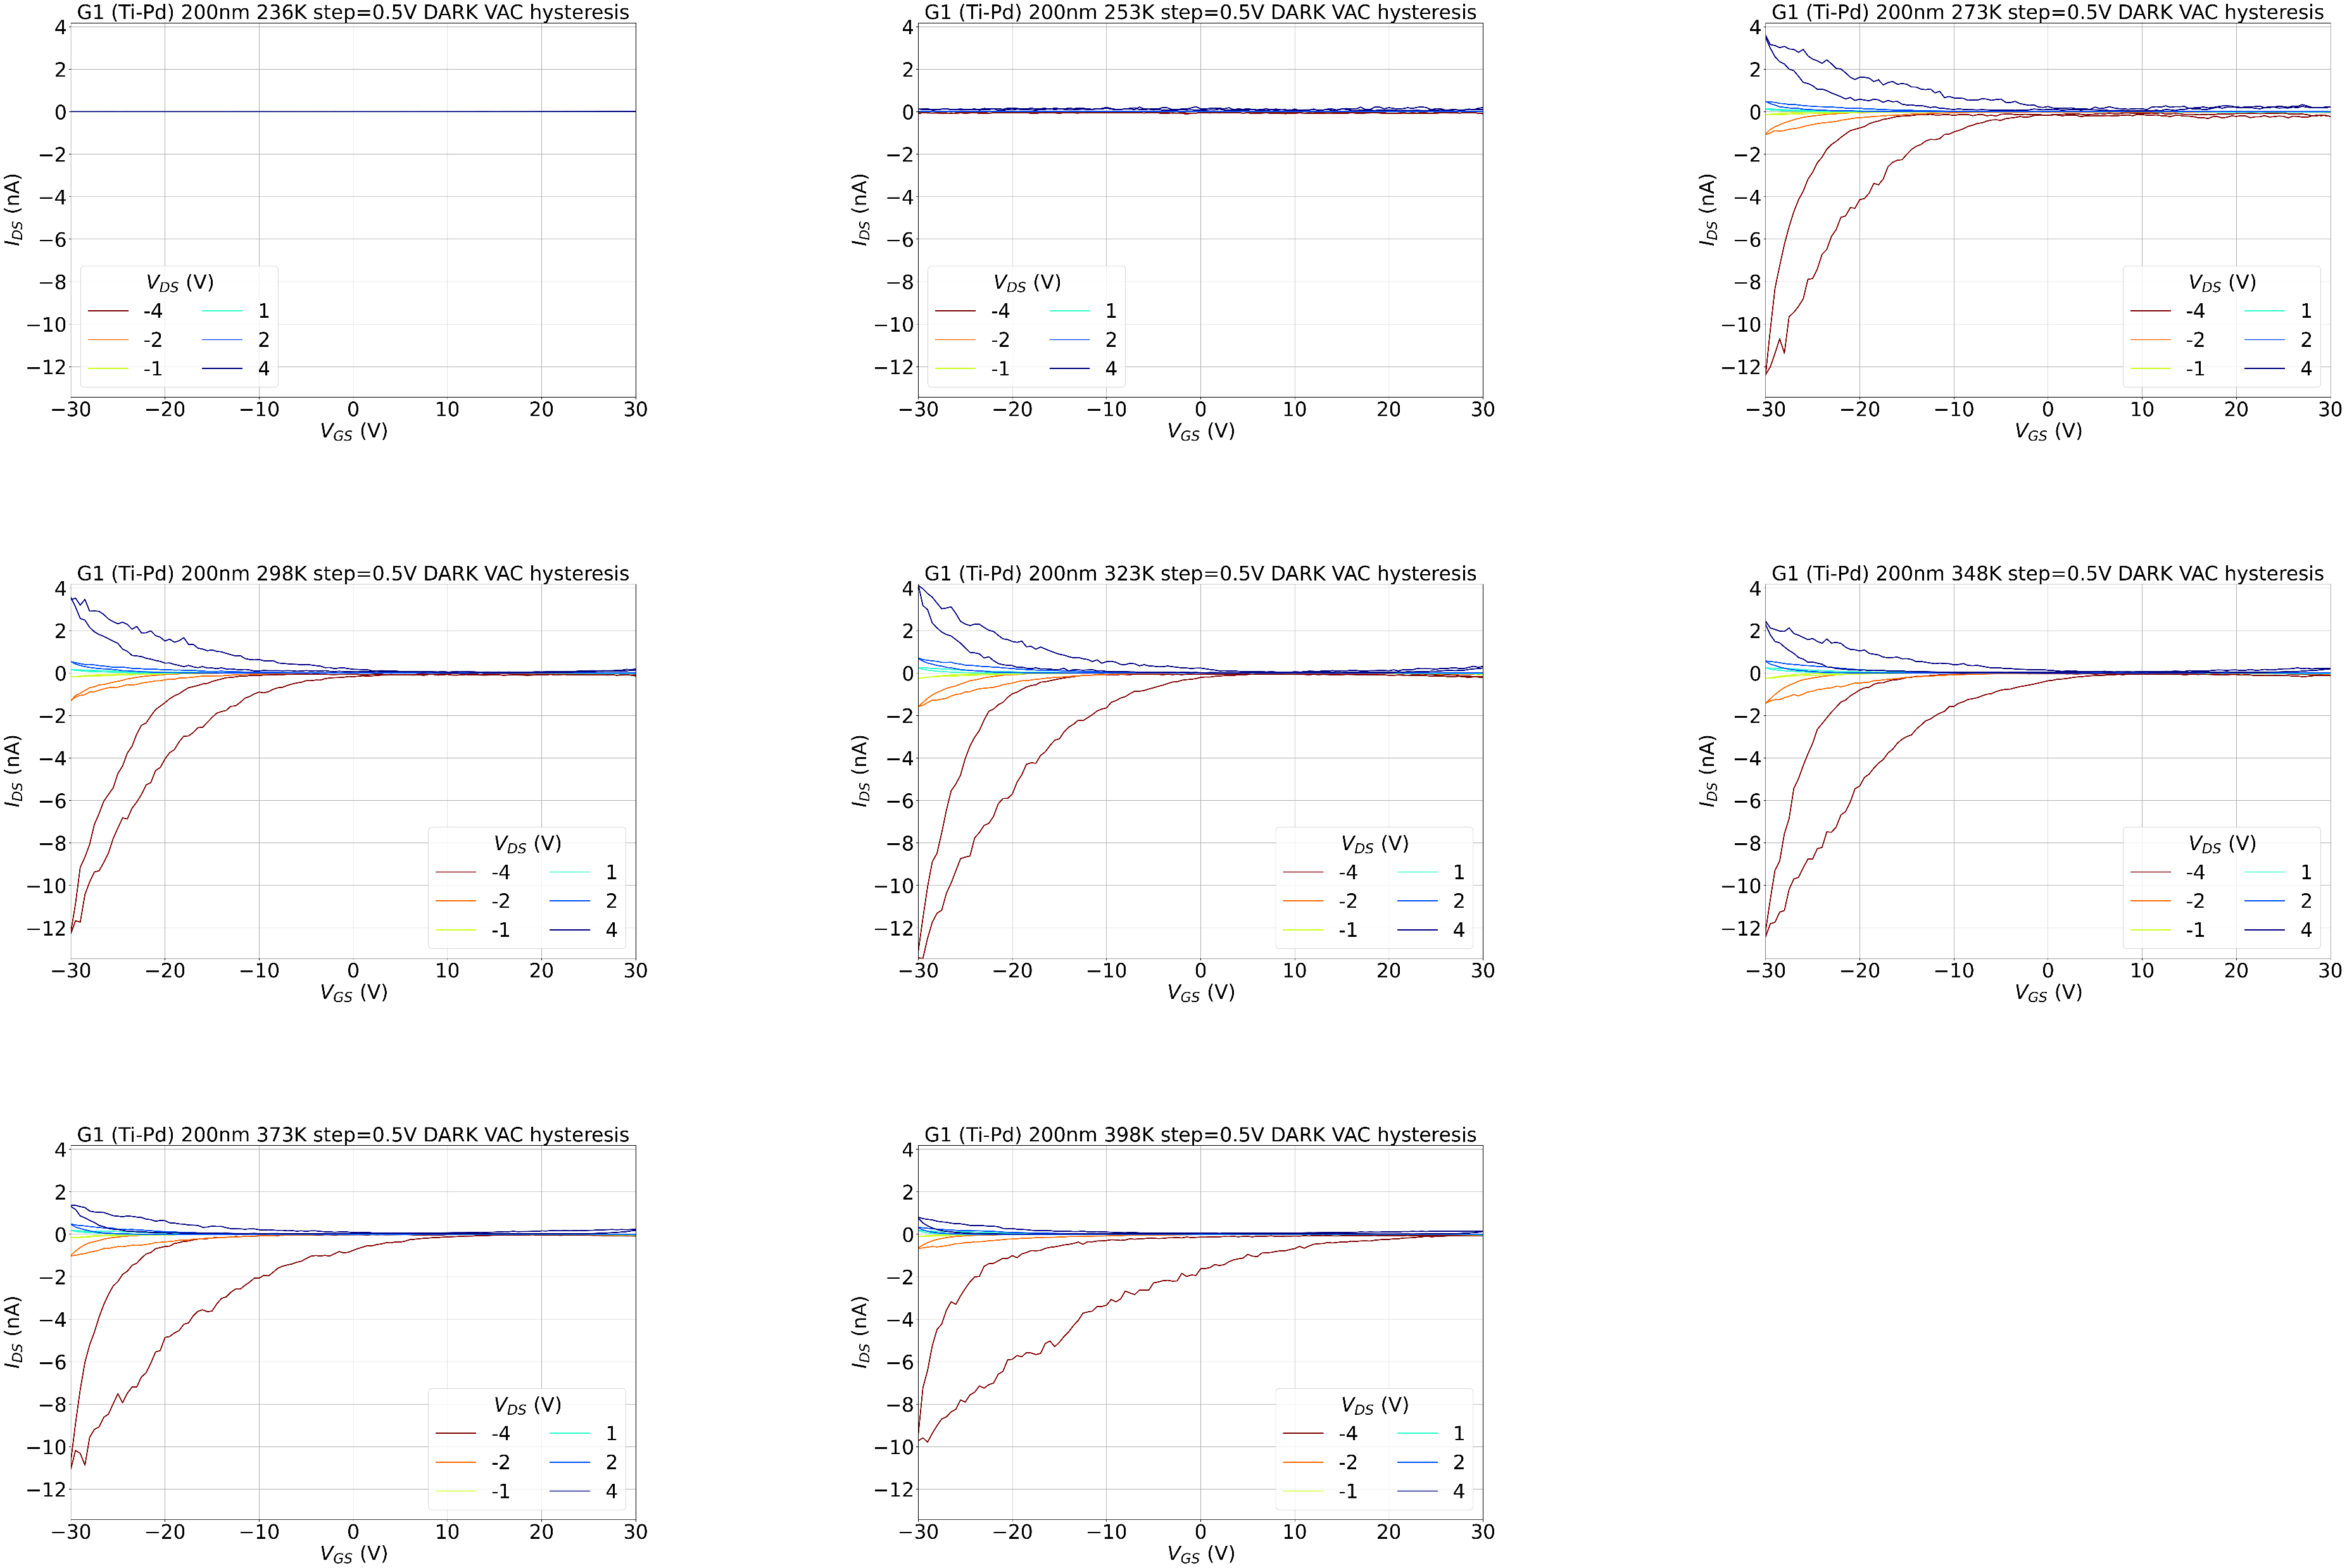 G1 (Ti-Pd) 200nm 236K step=0.5V DARK VAC hysteresis
4
2
0
−2
−4
−6
−8
−10
−12
I_DS (nA)
V_DS (V)
-4 1
-2 2
-1 4
−30 −20 −10 0 10 20 30
V_GS (V)
G1 (Ti-Pd) 200nm 253K step=0.5V DARK VAC hysteresis
4
2
0
−2
−4
−6
−8
−10
−12
I_DS (nA)
V_DS (V)
-4 1
-2 2
-1 4
−30 −20 −10 0 10 20 30
V_GS (V)
G1 (Ti-Pd) 200nm 273K step=0.5V DARK VAC hysteresis
4
2
0
−2
−4
−6
−8
−10
−12
I_DS (nA)
V_DS (V)
-4 1
-2 2
-1 4
−30 −20 −10 0 10 20 30
V_GS (V)
G1 (Ti-Pd) 200nm 298K step=0.5V DARK VAC hysteresis
4
2
0
−2
−4
−6
−8
−10
−12
I_DS (nA)
V_DS (V)
-4 1
-2 2
-1 4
−30 −20 −10 0 10 20 30
V_GS (V)
G1 (Ti-Pd) 200nm 323K step=0.5V DARK VAC hysteresis
4
2
0
−2
−4
−6
−8
−10
−12
I_DS (nA)
V_DS (V)
-4 1
-2 2
-1 4
−30 −20 −10 0 10 20 30
V_GS (V)
G1 (Ti-Pd) 200nm 348K step=0.5V DARK VAC hysteresis
4
2
0
−2
−4
−6
−8
−10
−12
I_DS (nA)
V_DS (V)
-4 1
-2 2
-1 4
−30 −20 −10 0 10 20 30
V_GS (V)
G1 (Ti-Pd) 200nm 373K step=0.5V DARK VAC hysteresis
4
2
0
−2
−4
−6
−8
−10
−12
I_DS (nA)
V_DS (V)
-4 1
-2 2
-1 4
−30 −20 −10 0 10 20 30
V_GS (V)
G1 (Ti-Pd) 200nm 398K step=0.5V DARK VAC hysteresis
4
2
0
−2
−4
−6
−8
−10
−12
I_DS (nA)
V_DS (V)
-4 1
-2 2
-1 4
−30 −20 −10 0 10 20 30
V_GS (V)